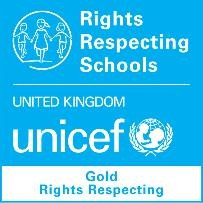 Rights
Respecting
Schools
UNITED KINGDOM
unicef
Gold
Rights Respecting